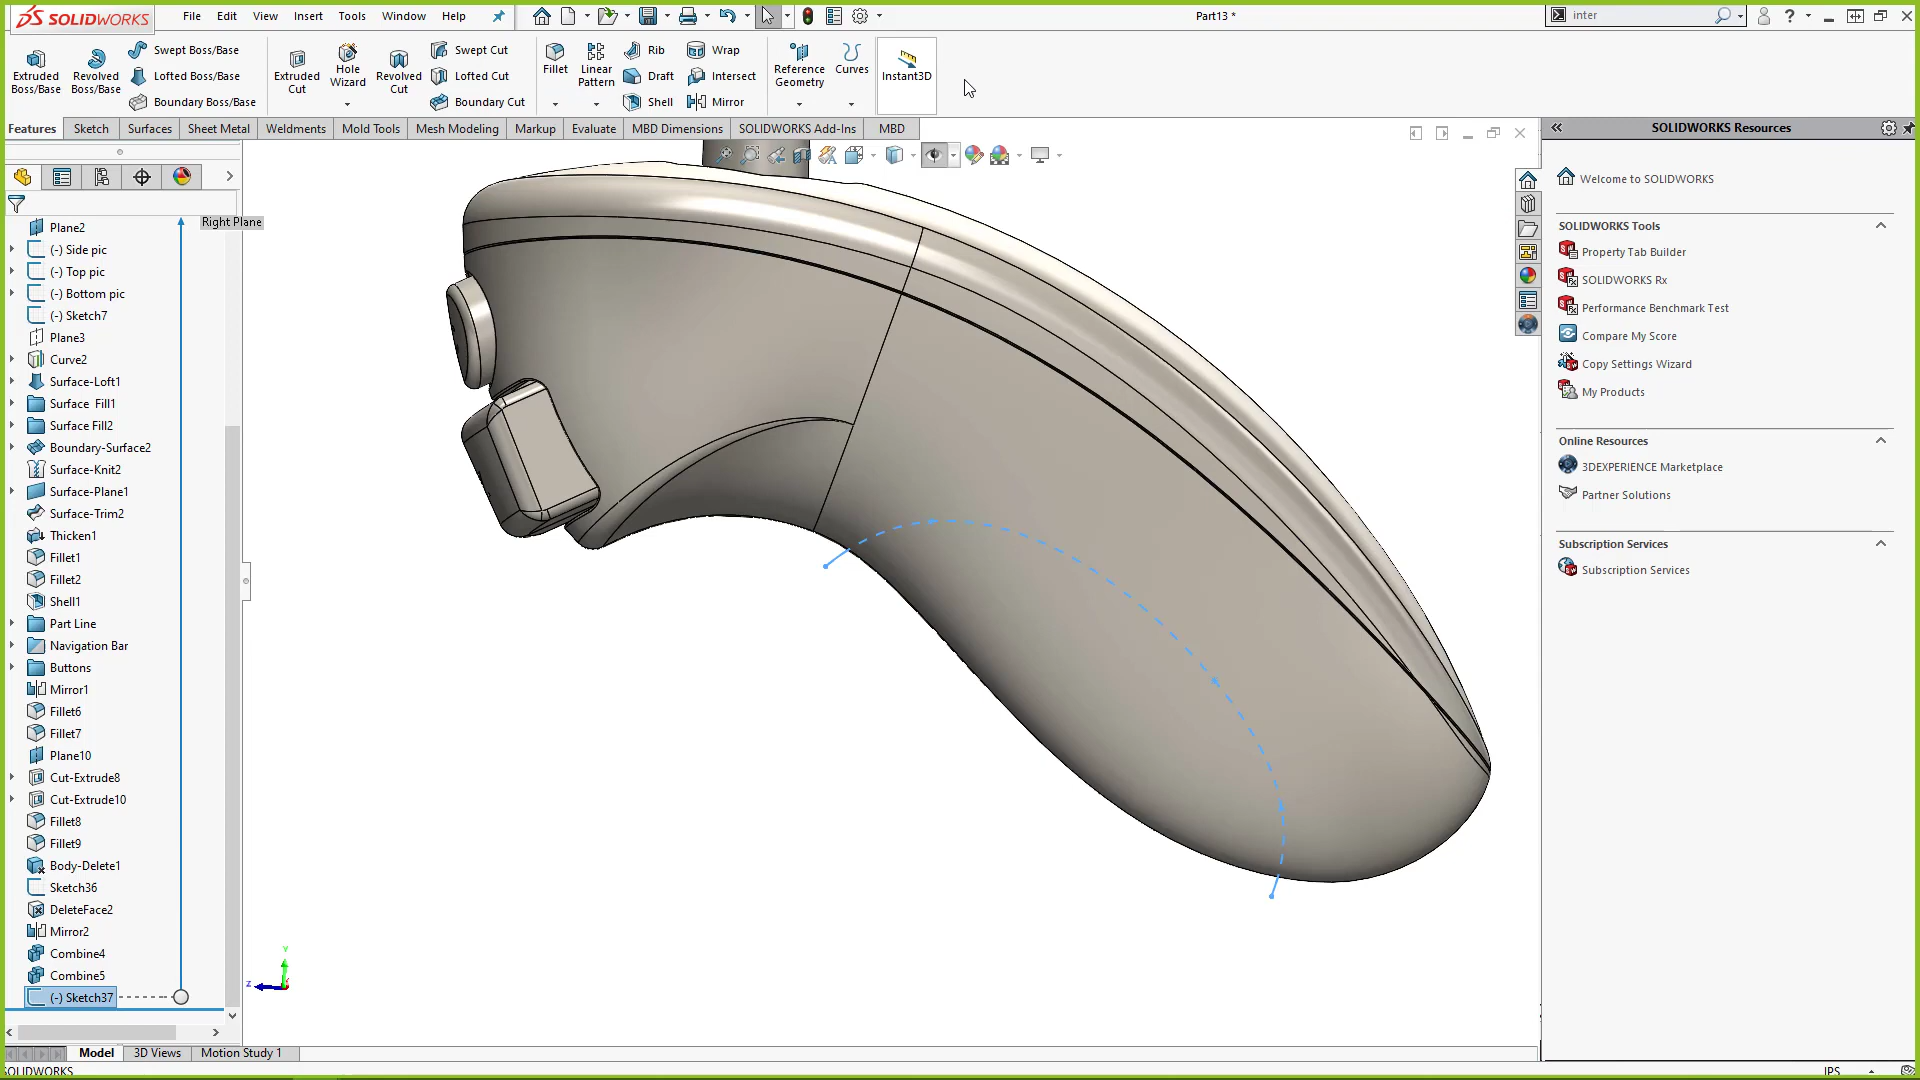 SOLIDWORKS File Edit View Insert Tools Window Help
Part13 *
inter
Extruded Boss/Base
Revolved Boss/Base
Swept Boss/Base
Lofted Boss/Base
Boundary Boss/Base
Extruded Cut
Hole Wizard
Revolved Cut
Swept Cut
Lofted Cut
Boundary Cut
Fillet
Linear Pattern
Rib
Draft
Shell
Wrap
Intersect
Mirror
Reference Geometry
Curves
Instant3D
Features Sketch Surfaces Sheet Metal Weldments Mold Tools Mesh Modeling Markup Evaluate MBD Dimensions SOLIDWORKS Add-Ins MBD
Right Plane
Plane2
(-) Side pic
(-) Top pic
(-) Bottom pic
(-) Sketch7
Plane3
Curve2
Surface-Loft1
Surface Fill1
Surface Fill2
Boundary-Surface2
Surface-Knit2
Surface-Plane1
Surface-Trim2
Thicken1
Fillet1
Fillet2
Shell1
Part Line
Navigation Bar
Buttons
Mirror1
Fillet6
Fillet7
Plane10
Cut-Extrude8
Cut-Extrude10
Fillet8
Fillet9
Body-Delete1
Sketch36
DeleteFace2
Mirror2
Combine4
Combine5
(-) Sketch37
Y
Z
Model 3D Views Motion Study 1
SOLIDWORKS
IPS
SOLIDWORKS Resources
Welcome to SOLIDWORKS
SOLIDWORKS Tools
Property Tab Builder
SOLIDWORKS Rx
Performance Benchmark Test
Compare My Score
Copy Settings Wizard
My Products
Online Resources
3DEXPERIENCE Marketplace
Partner Solutions
Subscription Services
Subscription Services